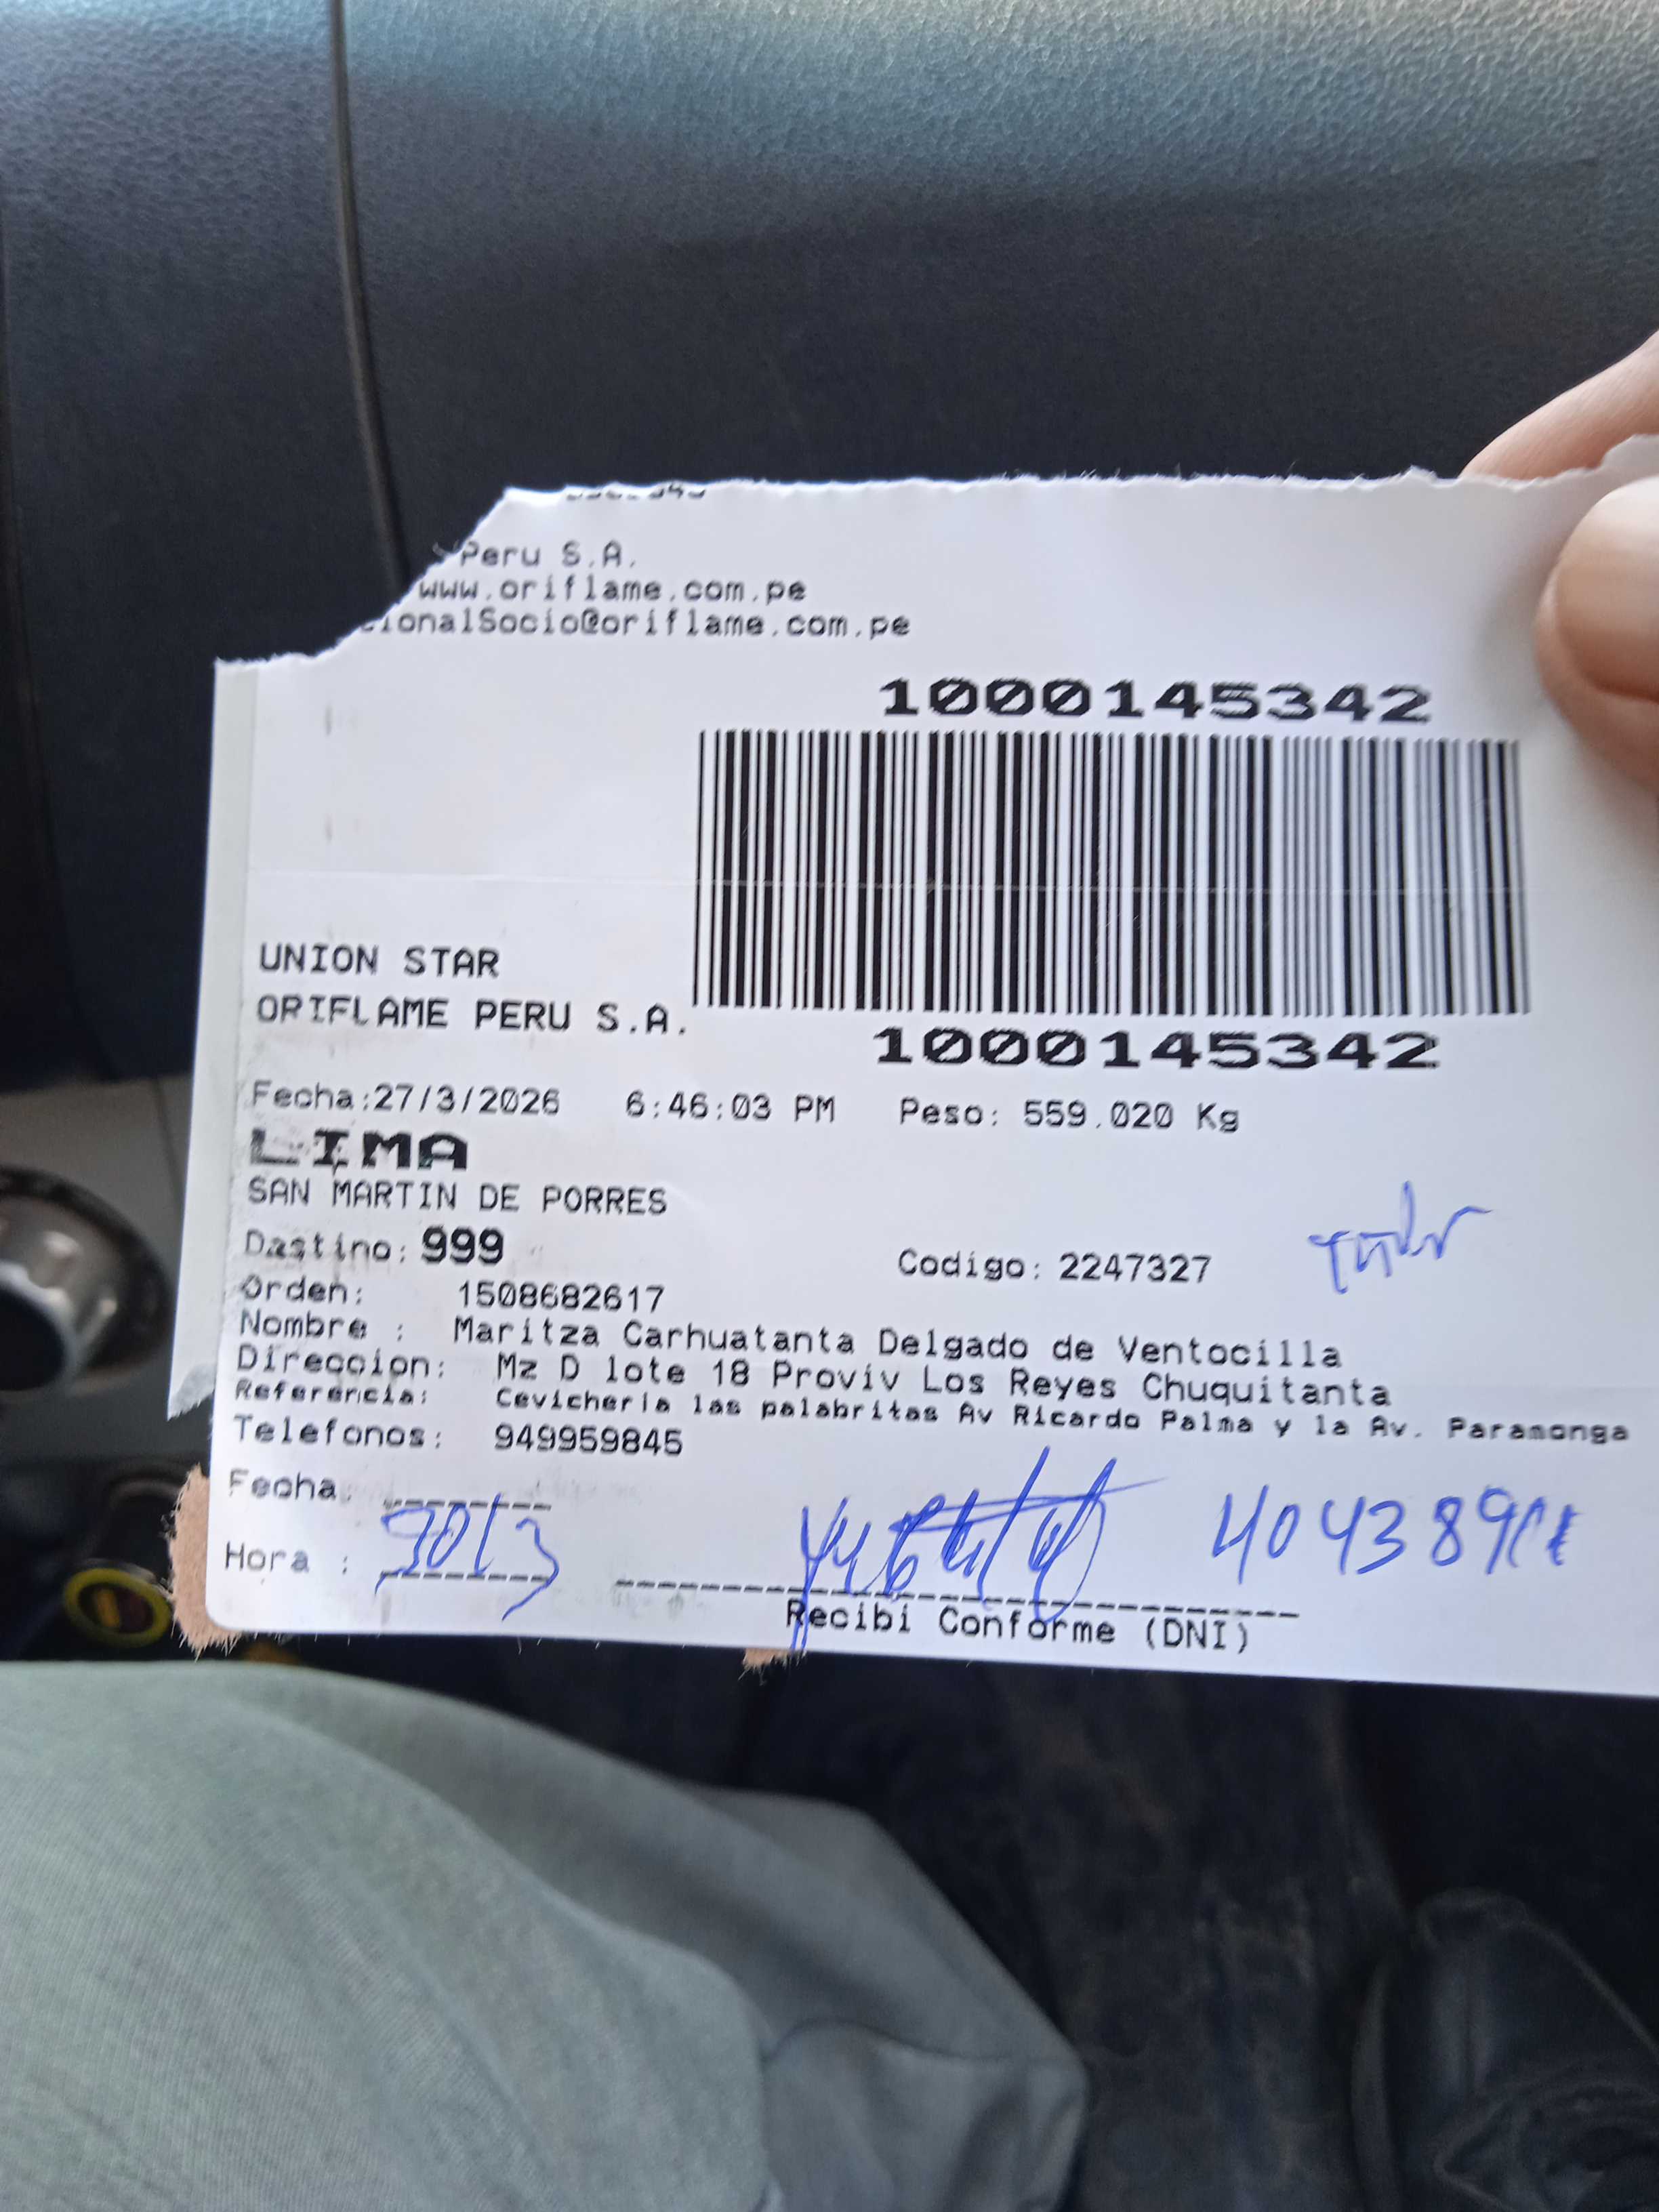 Peru S.A.
www.oriflame.com.pe
ionalSocio@oriflame.com.pe
1000145342
UNION STAR
ORIFLAME PERU S.A.
1000145342
Fecha:27/3/2026 6:46:03 PM Peso: 559.020 Kg
LIMA
SAN MARTIN DE PORRES
Dastino: 999
Codigo: 2247327
Orden: 1508682617
Nombre : Maritza Carhuatanta Delgado de Ventocilla
Direccion: Mz D lote 18 Proviv Los Reyes Chuquitanta
Referencia: Cevicheria las palabritas Av Ricardo Palma y la Av. Paramonga
Telefonos: 949959845
Fecha:
Hora :
Recibi Conforme (DNI)